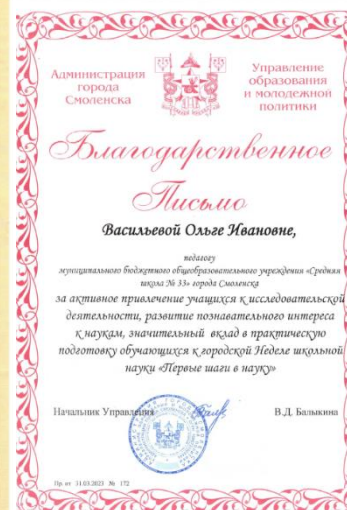 Администрация
города
Смоленска
Управление
образования
и молодежной
политики
Благодарственное
Письмо
Васильевой Ольге Ивановне,
педагогу
муниципального бюджетного общеобразовательного учреждения «Средняя
школа № 33» города Смоленска
за активное привлечение учащихся к исследовательской
деятельности, развитие познавательного интереса
к наукам, значительный вклад в практическую
подготовку обучающихся к городской Неделе школьной
науки «Первые шаги в науку»
Начальник Управления
В.Д. Балыкина
Пр. от 31.03.2023 № 172